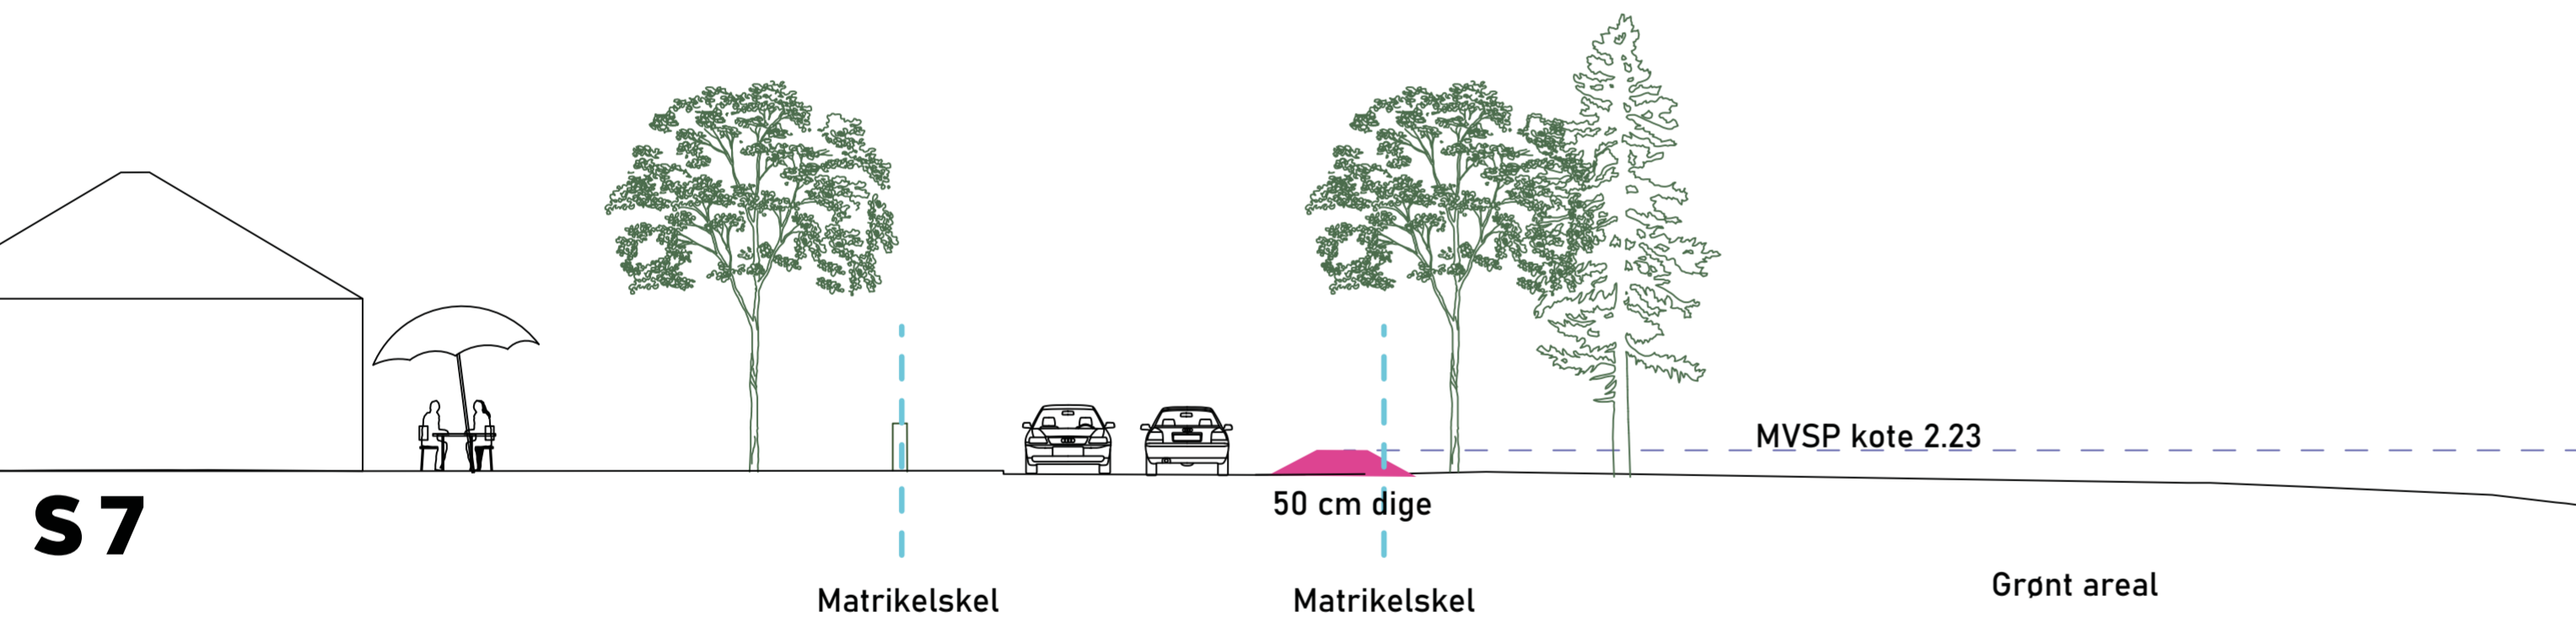 MVSP kote 2.23
50 cm dige
S 7
Matrikelskel
Matrikelskel
Grønt areal